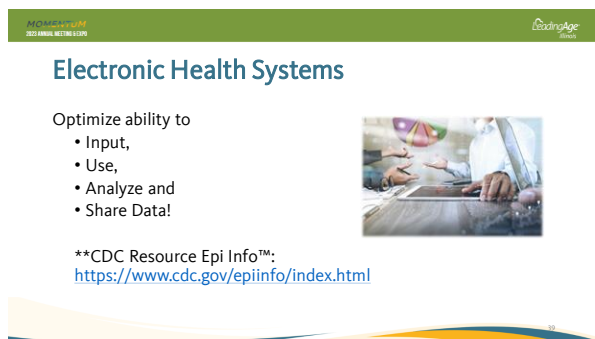 MOMENTUM
2023 ANNUAL MEETING & EXPO
LeadingAge
Illinois
Electronic Health Systems
Optimize ability to
• Input,
• Use,
• Analyze and
• Share Data!
**CDC Resource Epi Info™:
https://www.cdc.gov/epiinfo/index.html
39